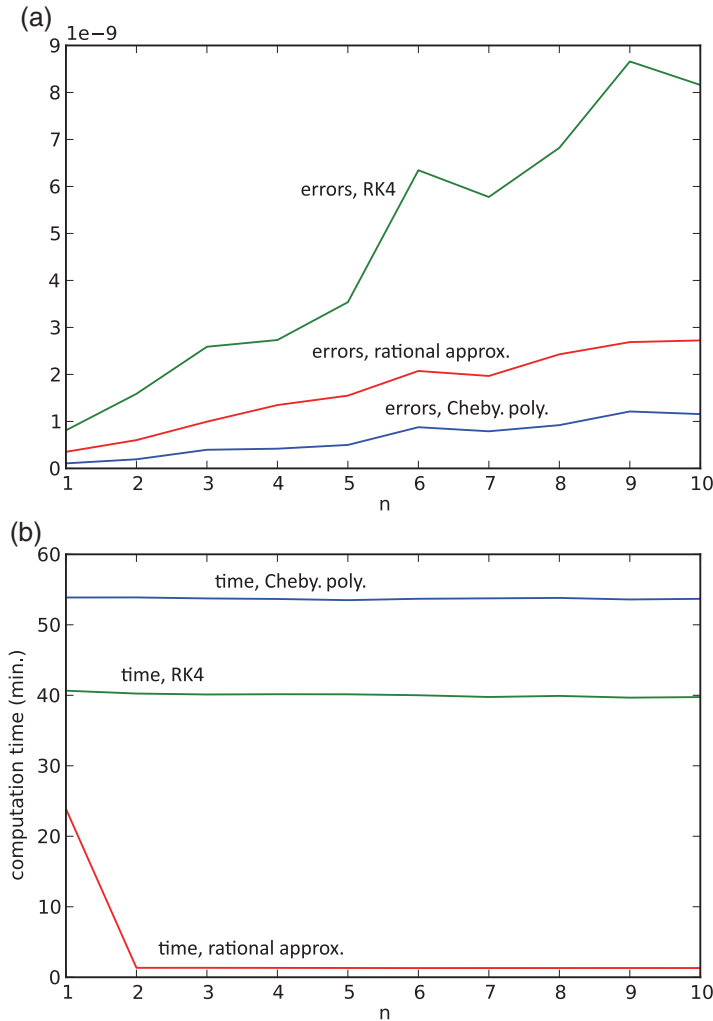 (a)
1e−9
9
8
7
6
5
4
3
2
1
0
errors, RK4
errors, rational approx.
errors, Cheby. poly.
1 2 3 4 5 6 7 8 9 10
n
(b)
computation time (min.)
60
50
40
30
20
10
0
time, Cheby. poly.
time, RK4
time, rational approx.
1 2 3 4 5 6 7 8 9 10
n